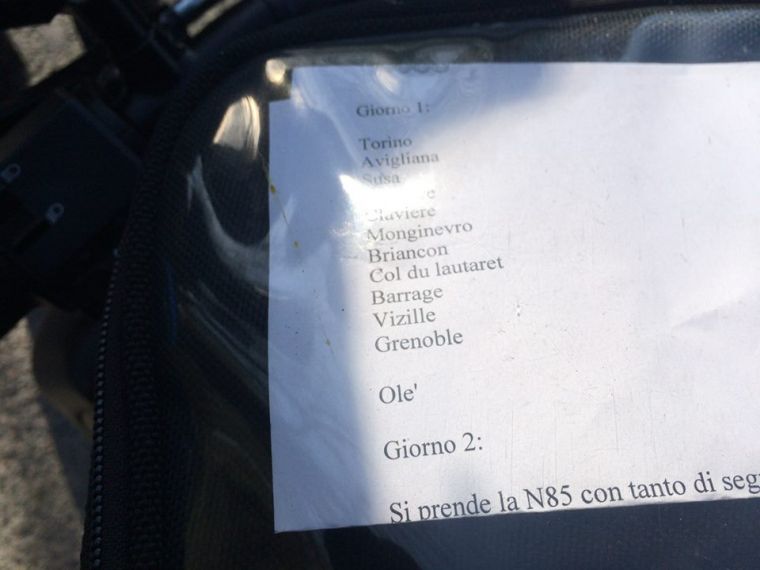 Giorno 1:
Torino
Avigliana
Susa
Claviere
Monginevro
Briancon
Col du lautaret
Barrage
Vizille
Grenoble
Ole'
Giorno 2:
Si prende la N85 con tanto di